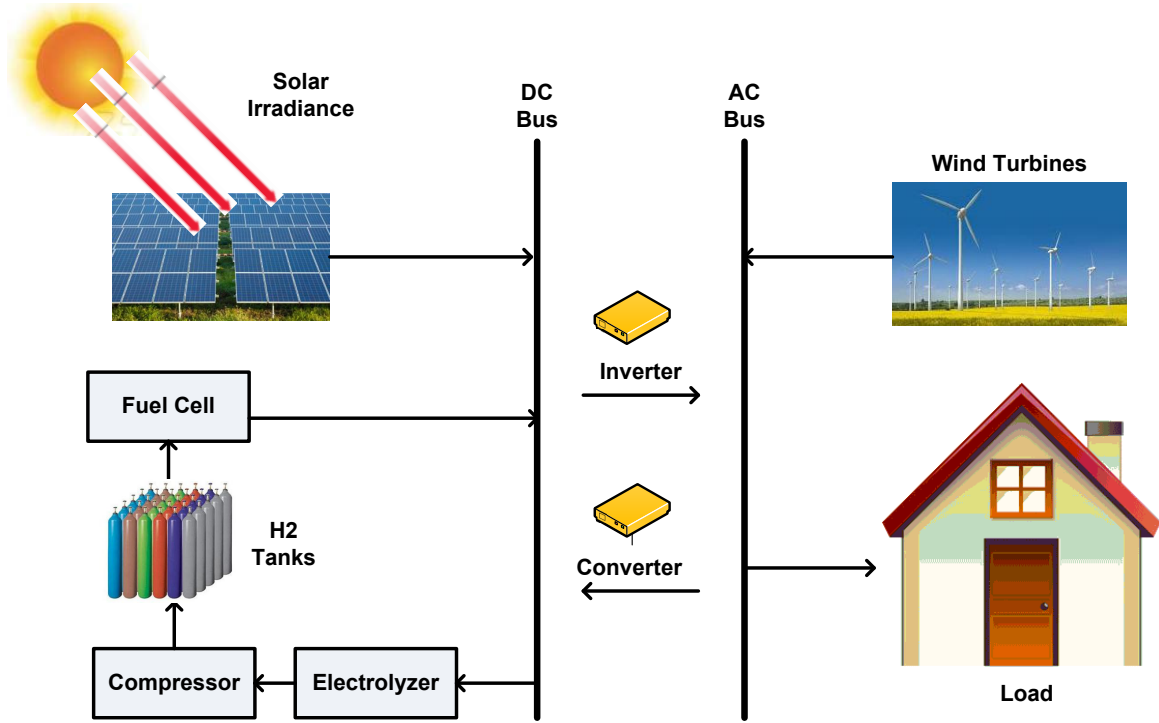 Solar
Irradiance
DC
Bus
AC
Bus
Wind Turbines
Inverter
Fuel Cell
H2
Tanks
Converter
Compressor
Electrolyzer
Load